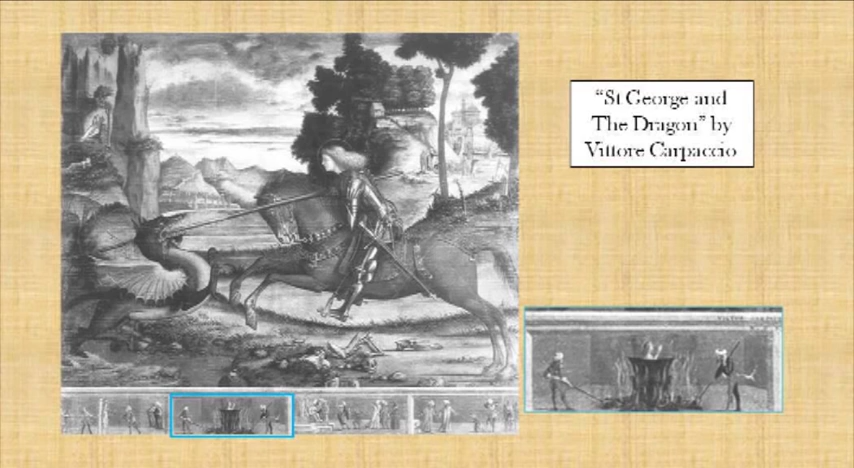 “St George and
The Dragon” by
Vittore Carpaccio